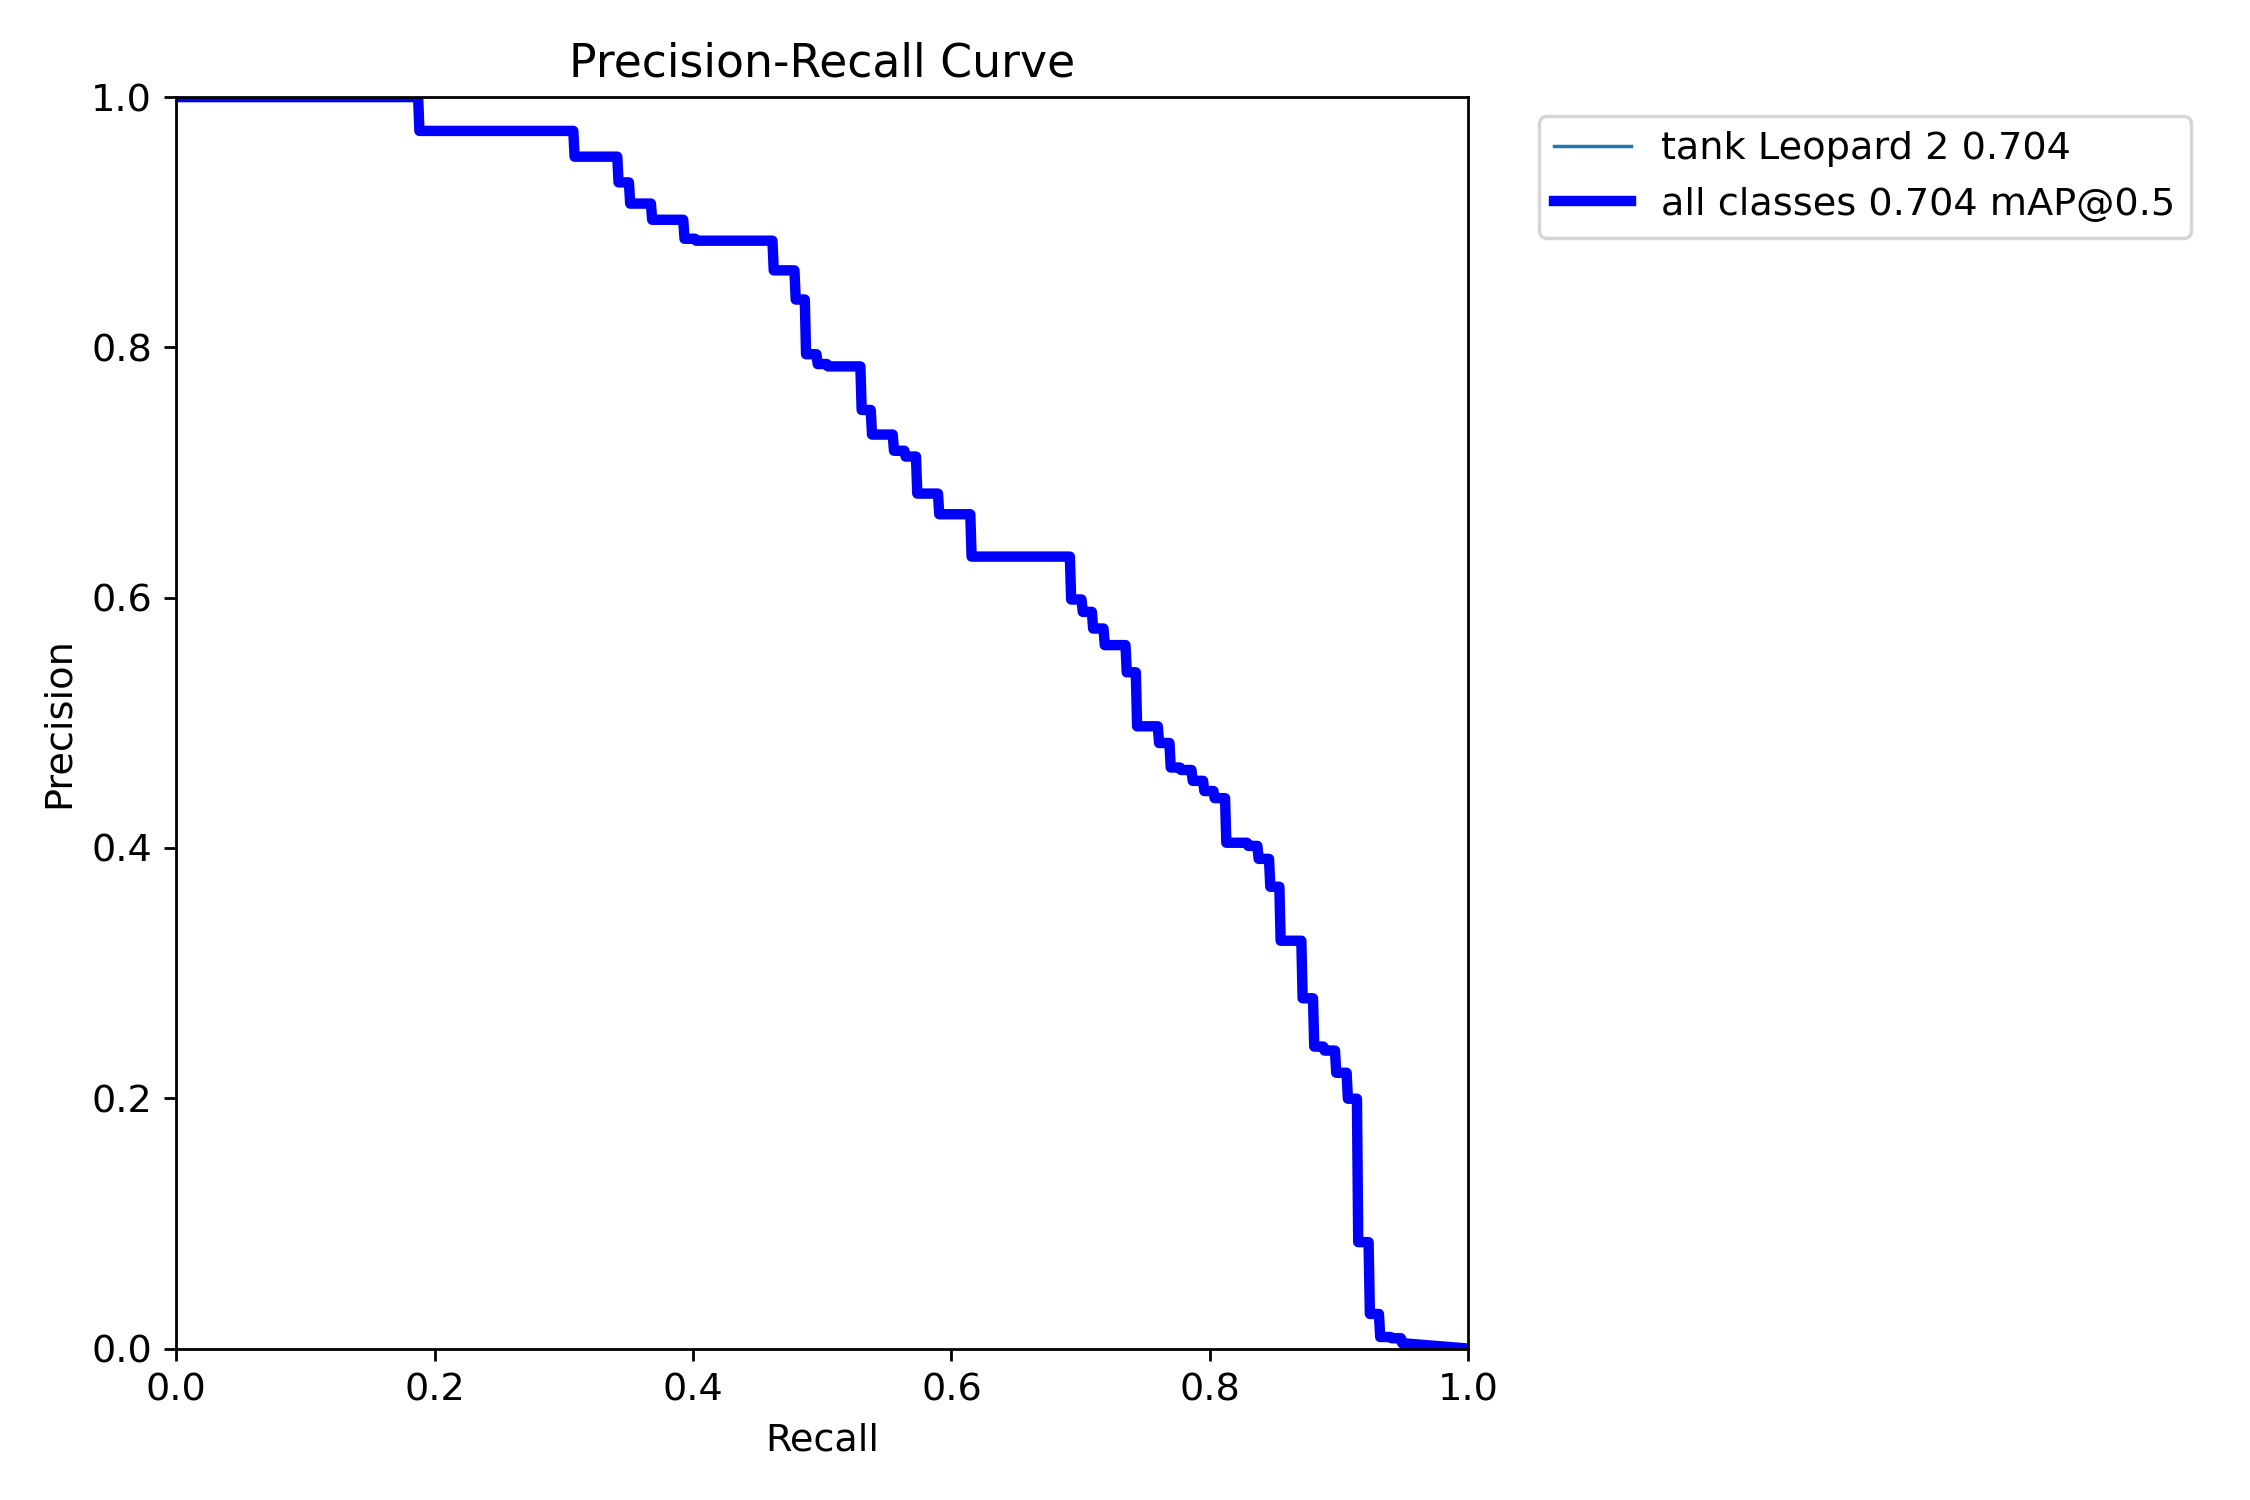 Precision-Recall Curve
tank Leopard 2 0.704
all classes 0.704 mAP@0.5
1.0
0.8
0.6
0.4
0.2
0.0
Precision
0.0 0.2 0.4 0.6 0.8 1.0
Recall